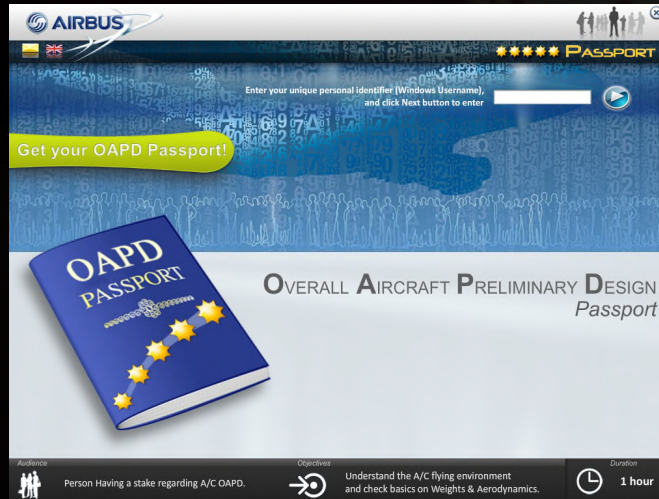 AIRBUS
PASSPORT
Enter your unique personal identifier (Windows Username),
and click Next button to enter
Get your OAPD Passport!
OAPD
PASSPORT
OVERALL AIRCRAFT PRELIMINARY DESIGN
Passport
Audience
Person Having a stake regarding A/C OAPD.
Objectives
Understand the A/C flying environment
and check basics on Weights & Aerodynamics.
Duration
1 hour